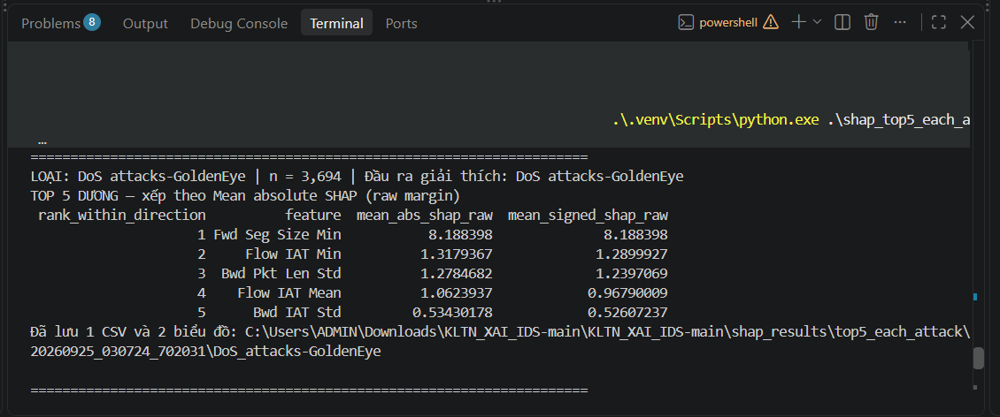 Problems 8 Output Debug Console Terminal Ports powershell
.\.venv\Scripts\python.exe .\shap_top5_each_a
…
======================================================================
LOẠI: DoS attacks-GoldenEye | n = 3,694 | Đầu ra giải thích: DoS attacks-GoldenEye
TOP 5 DƯƠNG — xếp theo Mean absolute SHAP (raw margin)
rank_within_direction feature mean_abs_shap_raw mean_signed_shap_raw
1 Fwd Seg Size Min 8.188398 8.188398
2 Flow IAT Min 1.3179367 1.2899927
3 Bwd Pkt Len Std 1.2784682 1.2397069
4 Flow IAT Mean 1.0623937 0.96790009
5 Bwd IAT Std 0.53430178 0.52607237
Đã lưu 1 CSV và 2 biểu đồ: C:\Users\ADMIN\Downloads\KLTN_XAI_IDS-main\KLTN_XAI_IDS-main\shap_results\top5_each_attack\
20260925_030724_702031\DoS_attacks-GoldenEye
======================================================================